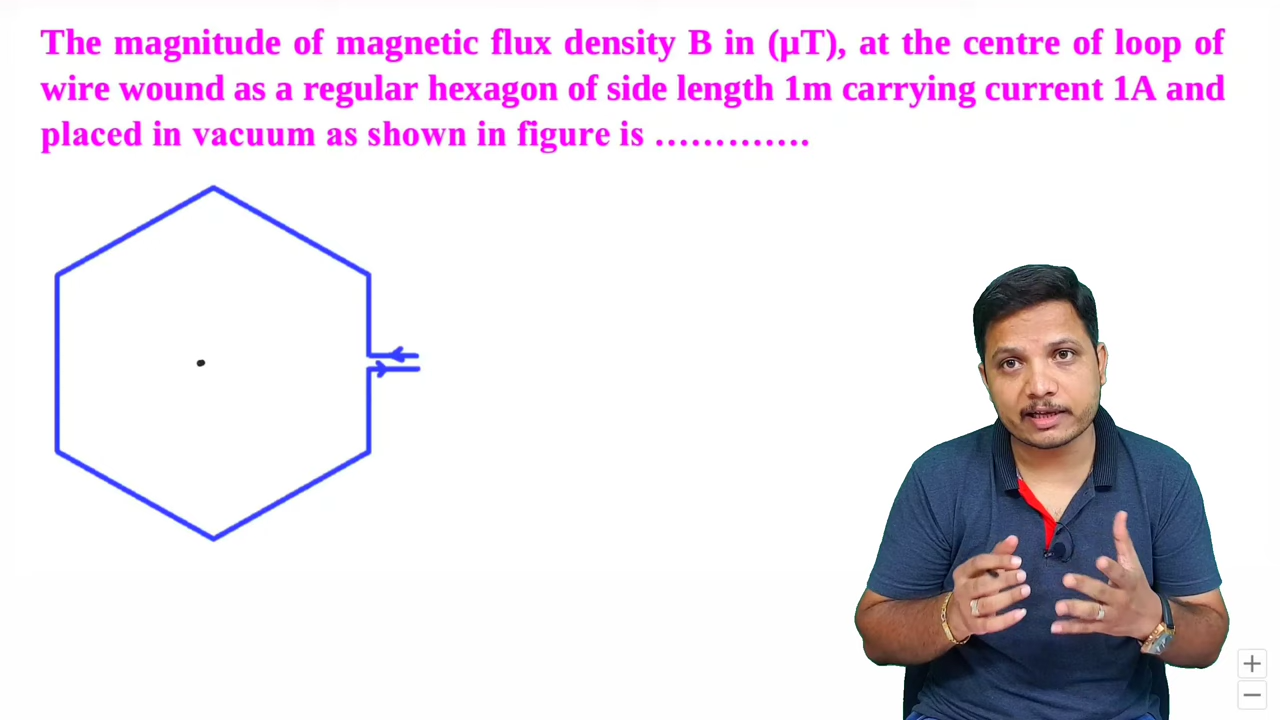 The magnitude of magnetic flux density B in (μT), at the centre of loop of
wire wound as a regular hexagon of side length 1m carrying current 1A and
placed in vacuum as shown in figure is .............